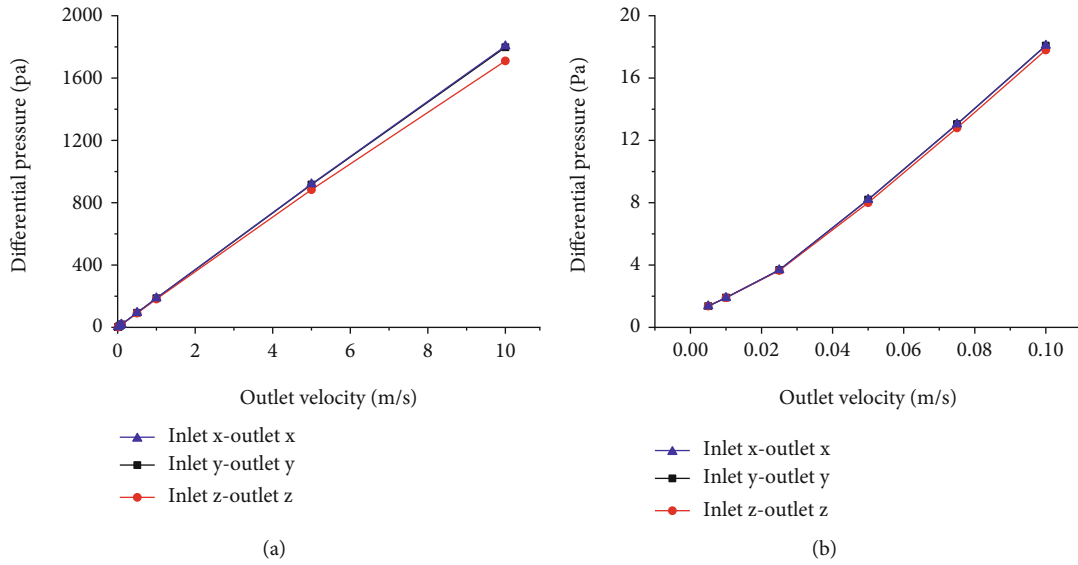 2000
1600
1200
800
400
0
Differential pressure (pa)
0 2 4 6 8 10
Outlet velocity (m/s)
Inlet x-outlet x
Inlet y-outlet y
Inlet z-outlet z
(a)
20
16
12
8
4
0
Differential pressure (Pa)
0.00 0.02 0.04 0.06 0.08 0.10
Outlet velocity (m/s)
Inlet x-outlet x
Inlet y-outlet y
Inlet z-outlet z
(b)